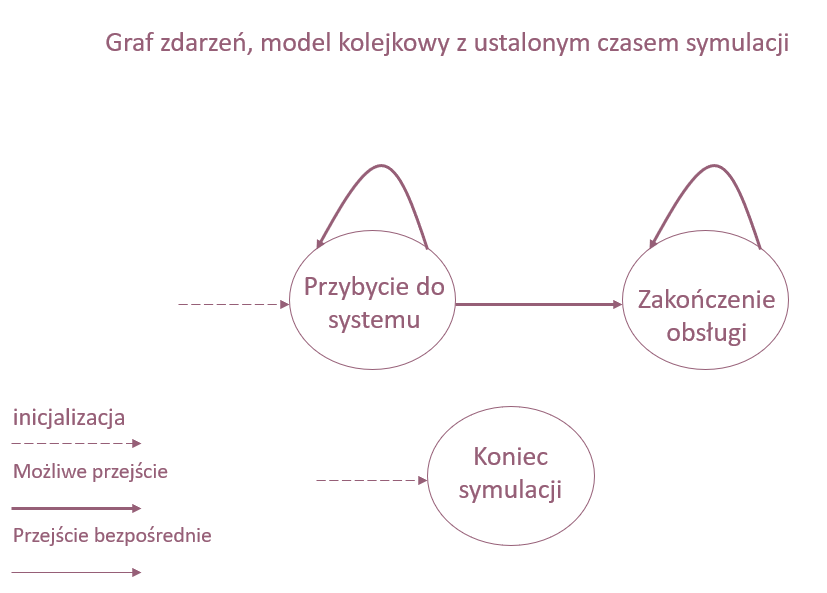 Graf zdarzeń, model kolejkowy z ustalonym czasem symulacji
Przybycie do
systemu
Zakończenie
obsługi
Koniec
symulacji
inicjalizacja
Możliwe przejście
Przejście bezpośrednie